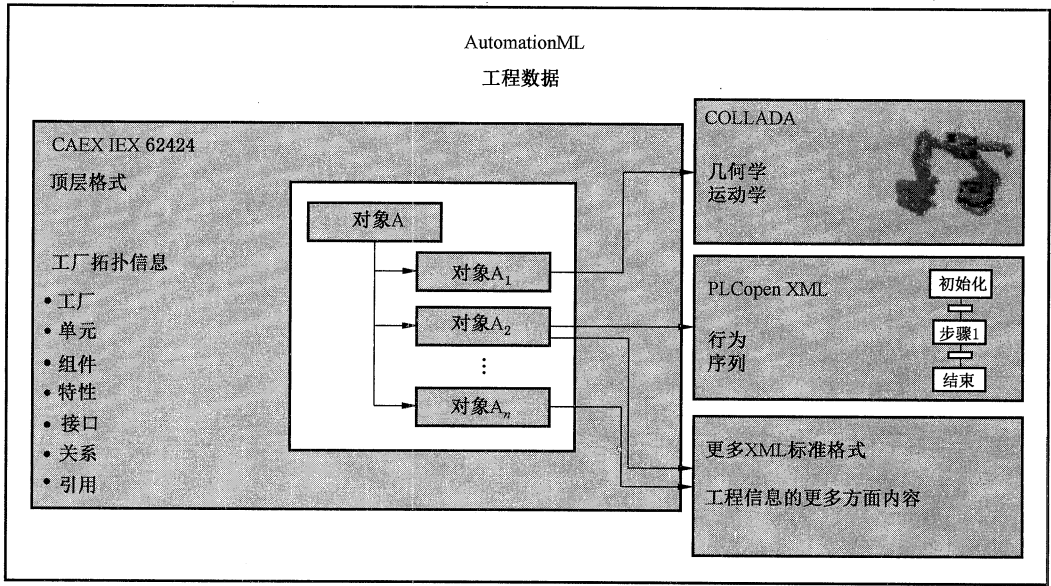 AutomationML
工程数据
CAEX IEX 62424
顶层格式
工厂拓扑信息
• 工厂
• 单元
• 组件
• 特性
• 接口
• 关系
• 引用
对象A
对象A1
对象A2
⋮
对象An
COLLADA
几何学
运动学
PLCopen XML
行为
序列
初始化
步骤1
结束
更多XML标准格式
工程信息的更多方面内容